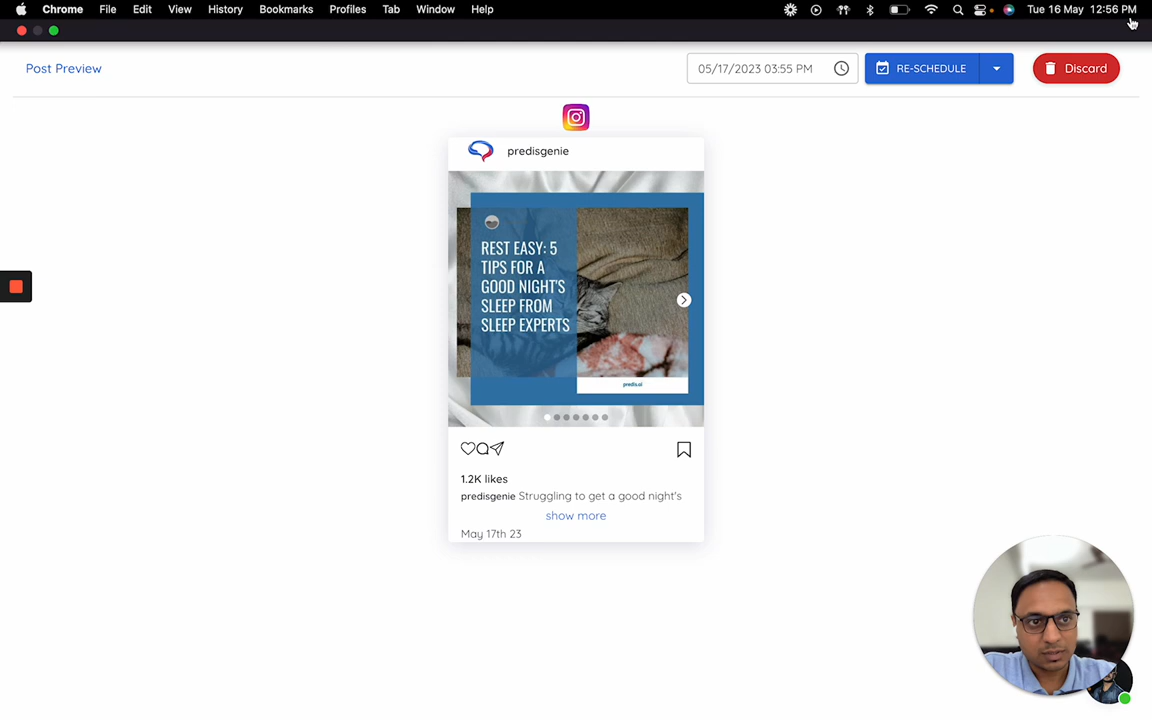 Chrome File Edit View History Bookmarks Profiles Tab Window Help Tue 16 May 12:56 PM
Post Preview
05/17/2023 03:55 PM
RE-SCHEDULE
Discard
predisgenie
REST EASY: 5
TIPS FOR A
GOOD NIGHT'S
SLEEP FROM
SLEEP EXPERTS
predis.ai
1.2K likes
predisgenie Struggling to get a good night's
show more
May 17th 23